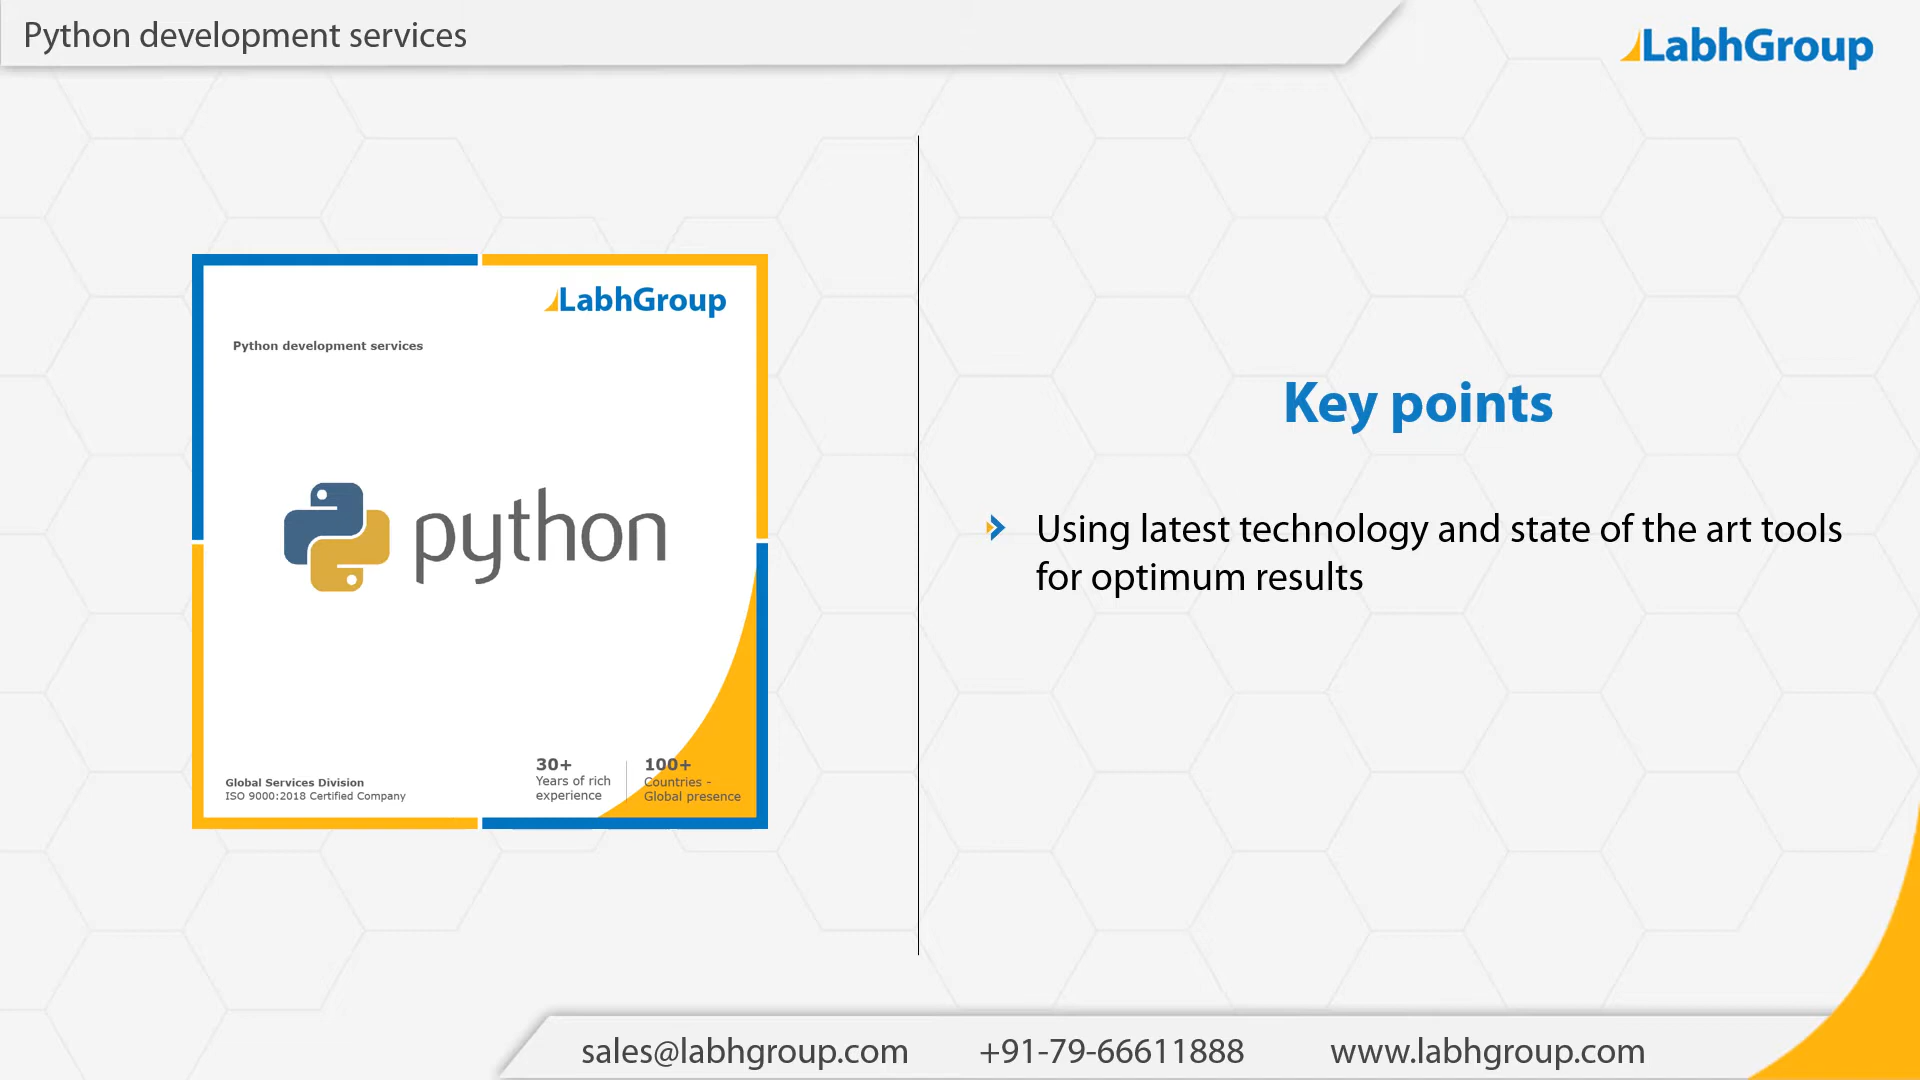 Python development services
LabhGroup
LabhGroup
Python development services
python
Global Services Division
ISO 9000:2018 Certified Company
30+
Years of rich
experience
100+
Countries -
Global presence
Key points
Using latest technology and state of the art tools
for optimum results
sales@labhgroup.com +91-79-66611888 www.labhgroup.com